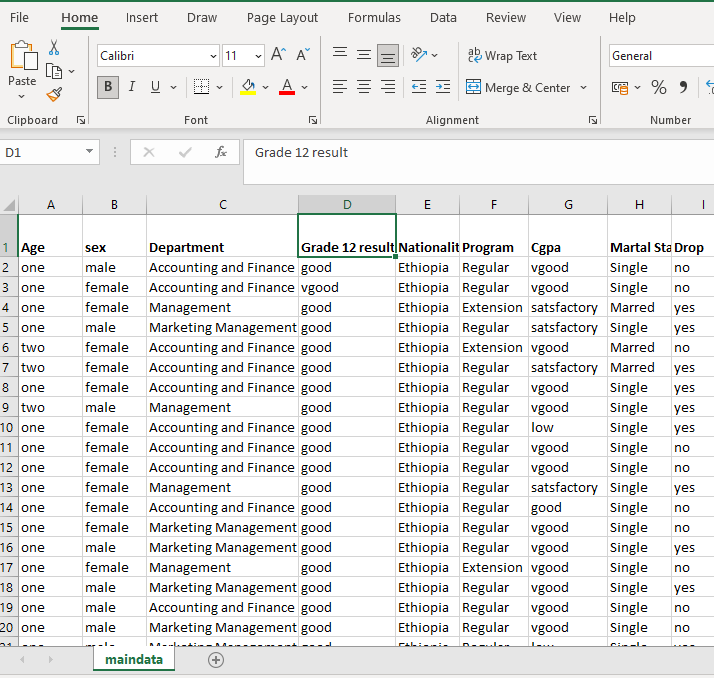 File Home Insert Draw Page Layout Formulas Data Review View Help
Calibri 11 A A ab Wrap Text General
Paste B I U A Merge & Center % 9
Clipboard Font Alignment Number
D1 fx Grade 12 result
A B C D E F G H I
1 Age sex Department Grade 12 result Nationalit Program Cgpa Martal Sta Drop
2 one male Accounting and Finance good Ethiopia Regular vgood Single no
3 one female Accounting and Finance vgood Ethiopia Regular vgood Single no
4 one female Management good Ethiopia Extension satsfactory Marred yes
5 one male Marketing Management good Ethiopia Regular satsfactory Single yes
6 two female Accounting and Finance good Ethiopia Extension vgood Marred no
7 two female Accounting and Finance good Ethiopia Regular satsfactory Marred yes
8 one female Accounting and Finance good Ethiopia Regular vgood Single yes
9 two male Management good Ethiopia Regular vgood Single yes
10 one female Accounting and Finance good Ethiopia Regular low Single yes
11 one female Accounting and Finance good Ethiopia Regular vgood Single no
12 one female Accounting and Finance good Ethiopia Regular vgood Single no
13 one female Management good Ethiopia Regular satsfactory Single yes
14 one female Accounting and Finance good Ethiopia Regular good Single no
15 one female Marketing Management good Ethiopia Regular vgood Single no
16 one male Marketing Management good Ethiopia Regular vgood Single yes
17 one female Management good Ethiopia Extension vgood Single no
18 one male Marketing Management good Ethiopia Regular vgood Single yes
19 one male Accounting and Finance good Ethiopia Regular vgood Single no
20 one male Marketing Management good Ethiopia Regular vgood Single no
maindata